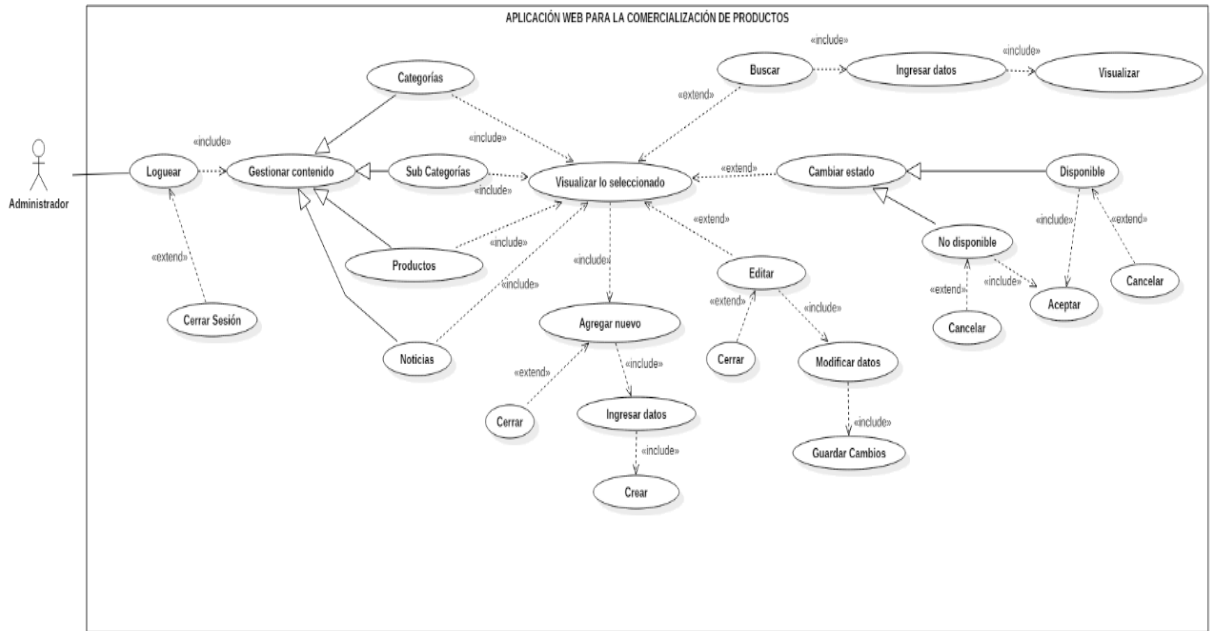 APLICACIÓN WEB PARA LA COMERCIALIZACIÓN DE PRODUCTOS
«include»
«include»
Buscar
Ingresar datos
Visualizar
Categorías
«extend»
«include»
«include»
Loguear
Gestionar contenido
Sub Categorías
«include»
Visualizar lo seleccionado
«extend»
Cambiar estado
Disponible
Administrador
«extend»
«include»
«extend»
«include»
No disponible
«extend»
Productos
«include»
Editar
«include»
Cancelar
«include»
«extend»
«include»
«extend»
Aceptar
Cerrar Sesión
Agregar nuevo
«include»
Cancelar
Noticias
Cerrar
Modificar datos
«extend»
«include»
Cerrar
Ingresar datos
«include»
«include»
Guardar Cambios
Crear